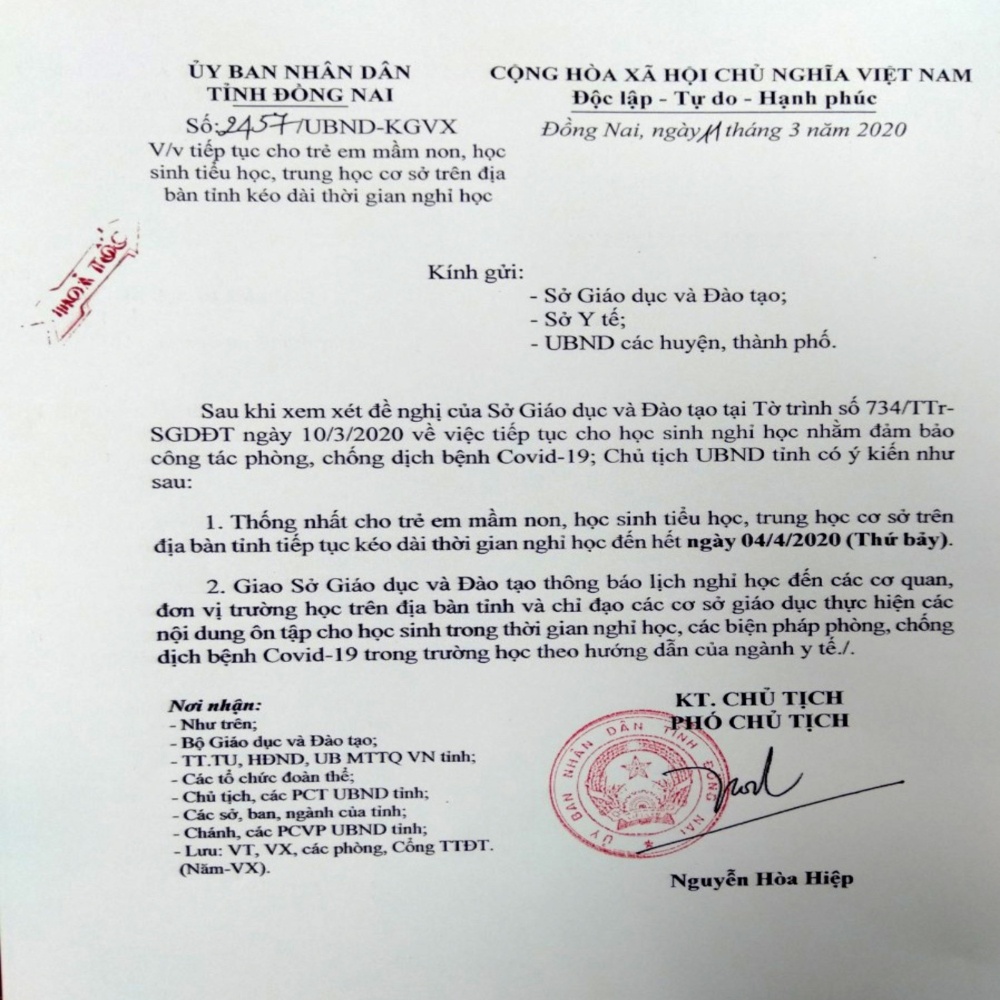 ỦY BAN NHÂN DÂN
TỈNH ĐỒNG NAI
Số: 2457/UBND-KGVX
V/v tiếp tục cho trẻ em mầm non, học
sinh tiểu học, trung học cơ sở trên địa
bàn tỉnh kéo dài thời gian nghỉ học
CỘNG HÒA XÃ HỘI CHỦ NGHĨA VIỆT NAM
Độc lập - Tự do - Hạnh phúc
Đồng Nai, ngày 11 tháng 3 năm 2020
HỎA TỐC
Kính gửi:
- Sở Giáo dục và Đào tạo;
- Sở Y tế;
- UBND các huyện, thành phố.
Sau khi xem xét đề nghị của Sở Giáo dục và Đào tạo tại Tờ trình số 734/TTr-
SGDĐT ngày 10/3/2020 về việc tiếp tục cho học sinh nghỉ học nhằm đảm bảo
công tác phòng, chống dịch bệnh Covid-19; Chủ tịch UBND tỉnh có ý kiến như
sau:
1. Thống nhất cho trẻ em mầm non, học sinh tiểu học, trung học cơ sở trên
địa bàn tỉnh tiếp tục kéo dài thời gian nghỉ học đến hết ngày 04/4/2020 (Thứ bảy).
2. Giao Sở Giáo dục và Đào tạo thông báo lịch nghỉ học đến các cơ quan,
đơn vị trường học trên địa bàn tỉnh và chỉ đạo các cơ sở giáo dục thực hiện các
nội dung ôn tập cho học sinh trong thời gian nghỉ học, các biện pháp phòng, chống
dịch bệnh Covid-19 trong trường học theo hướng dẫn của ngành y tế./.
Nơi nhận:
- Như trên;
- Bộ Giáo dục và Đào tạo;
- TT.TU, HĐND, UB MTTQ VN tỉnh;
- Các tổ chức đoàn thể;
- Chủ tịch, các PCT UBND tỉnh;
- Các sở, ban, ngành của tỉnh;
- Chánh, các PCVP UBND tỉnh;
- Lưu: VT, VX, các phòng, Cổng TTĐT.
(Năm-VX).
KT. CHỦ TỊCH
PHÓ CHỦ TỊCH
ỦY BAN NHÂN DÂN TỈNH ĐỒNG NAI
Nguyễn Hòa Hiệp